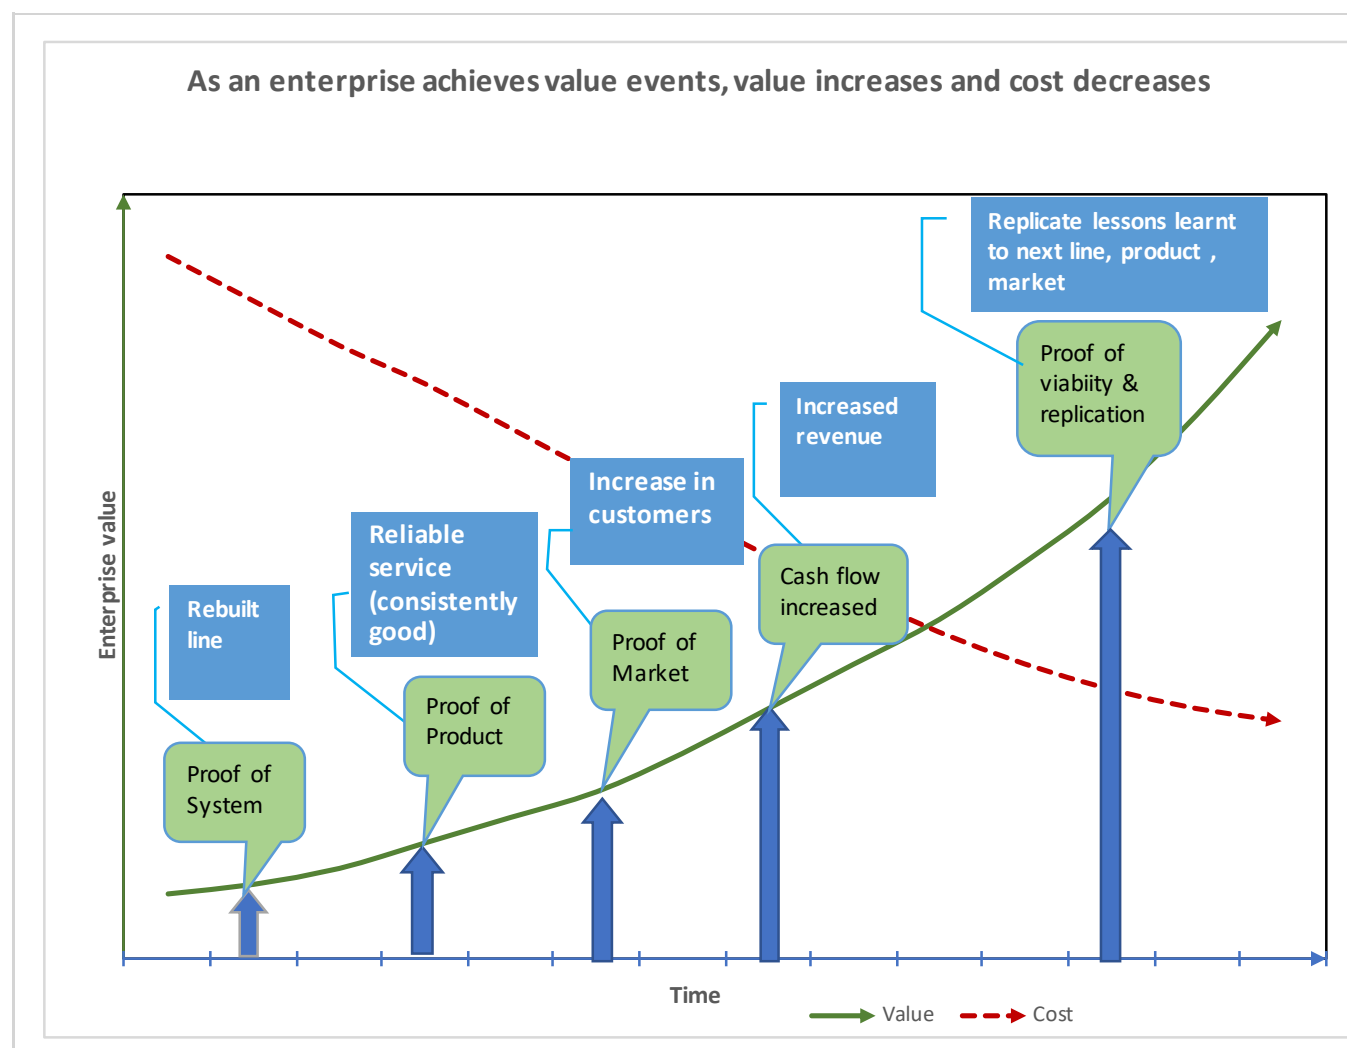 As an enterprise achieves value events, value increases and cost decreases
Replicate lessons learnt
to next line, product ,
market
Proof of
viabiity &
replication
Increased
revenue
Increase in
customers
Cash flow
increased
Reliable
service
(consistently
good)
Proof of
Market
Rebuilt
line
Proof of
Product
Proof of
System
Enterprise value
Time
Value
Cost